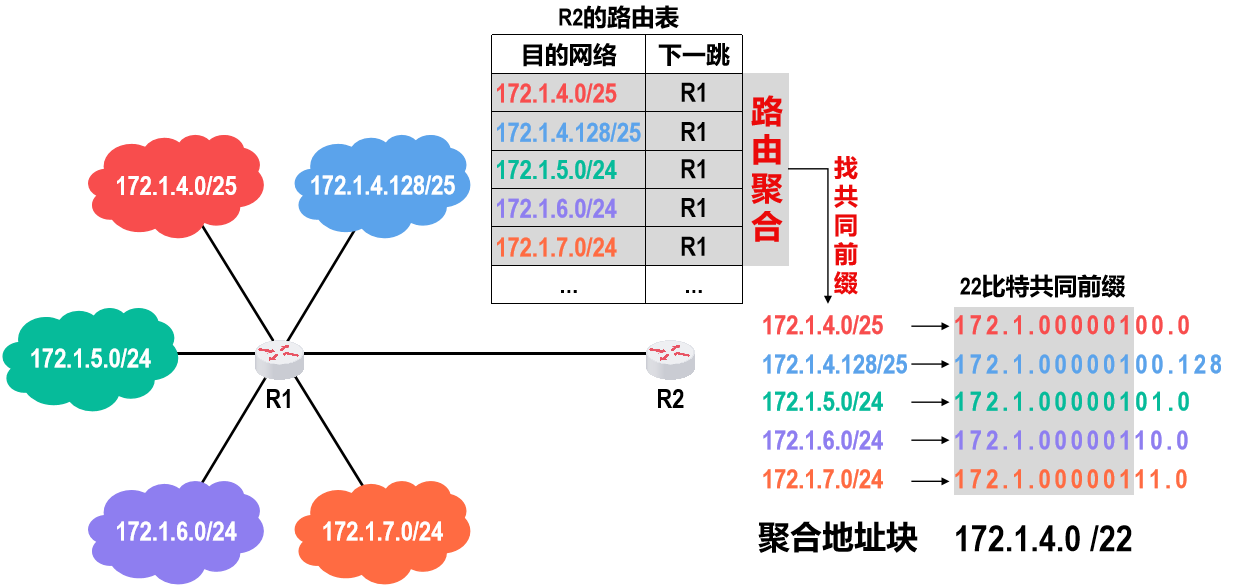 R2的路由表
目的网络 下一跳
172.1.4.0/25 R1
172.1.4.128/25 R1
172.1.5.0/24 R1
172.1.6.0/24 R1
172.1.7.0/24 R1
... ...
路由聚合
找共同前缀
172.1.4.0/25
172.1.4.128/25
172.1.5.0/24
R1
R2
172.1.6.0/24
172.1.7.0/24
22比特共同前缀
172.1.4.0/25 172.1.00000100.0
172.1.4.128/25 172.1.00000100.128
172.1.5.0/24 172.1.00000101.0
172.1.6.0/24 172.1.00000110.0
172.1.7.0/24 172.1.00000111.0
聚合地址块 172.1.4.0 /22